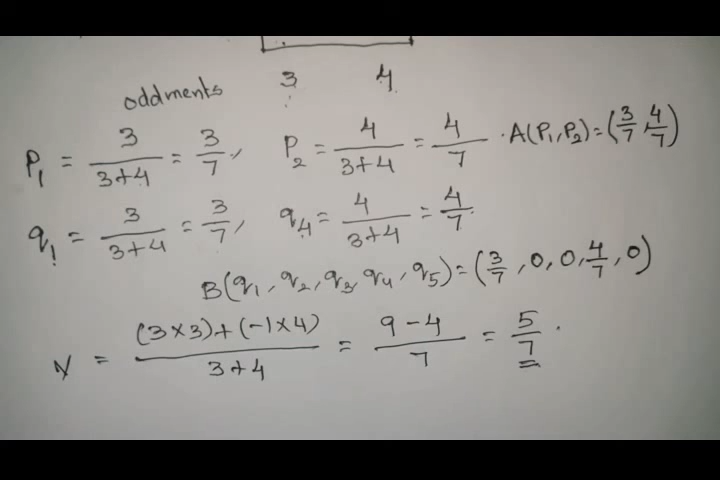 oddments 3 4
P₁ = 3/(3+4) = 3/7, P₂ = 4/(3+4) = 4/7 . A(P₁,P₂) = (3/7, 4/7)
q₁ = 3/(3+4) = 3/7, q₄ = 4/(3+4) = 4/7
B(q₁, q₂, q₃, q₄, q₅) = (3/7, 0, 0, 4/7, 0)
V = ((3×3)+(-1×4))/(3+4) = (9-4)/7 = 5/7 .